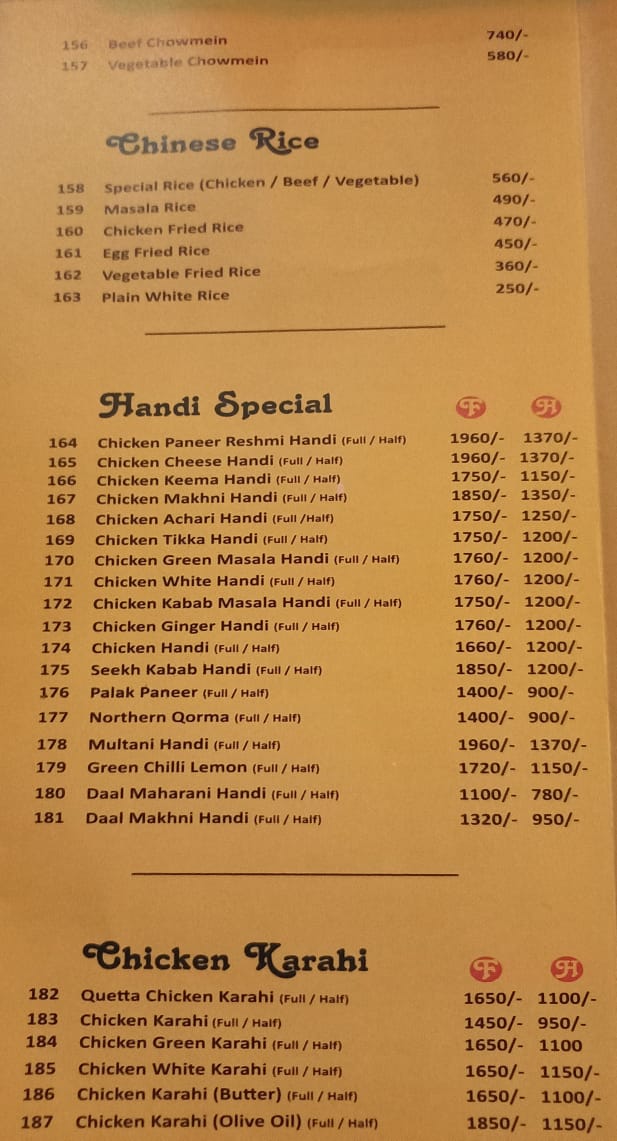 156 Beef Chowmein 740/-
157 Vegetable Chowmein 580/-
Chinese Rice
158 Special Rice (Chicken / Beef / Vegetable) 560/-
159 Masala Rice 490/-
160 Chicken Fried Rice 470/-
161 Egg Fried Rice 450/-
162 Vegetable Fried Rice 360/-
163 Plain White Rice 250/-
Handi Special F H
164 Chicken Paneer Reshmi Handi (Full / Half) 1960/- 1370/-
165 Chicken Cheese Handi (Full / Half) 1960/- 1370/-
166 Chicken Keema Handi (Full / Half) 1750/- 1150/-
167 Chicken Makhni Handi (Full / Half) 1850/- 1350/-
168 Chicken Achari Handi (Full /Half) 1750/- 1250/-
169 Chicken Tikka Handi (Full / Half) 1750/- 1200/-
170 Chicken Green Masala Handi (Full / Half) 1760/- 1200/-
171 Chicken White Handi (Full / Half) 1760/- 1200/-
172 Chicken Kabab Masala Handi (Full / Half) 1750/- 1200/-
173 Chicken Ginger Handi (Full / Half) 1760/- 1200/-
174 Chicken Handi (Full / Half) 1660/- 1200/-
175 Seekh Kabab Handi (Full / Half) 1850/- 1200/-
176 Palak Paneer (Full / Half) 1400/- 900/-
177 Northern Qorma (Full / Half) 1400/- 900/-
178 Multani Handi (Full / Half) 1960/- 1370/-
179 Green Chilli Lemon (Full / Half) 1720/- 1150/-
180 Daal Maharani Handi (Full / Half) 1100/- 780/-
181 Daal Makhni Handi (Full / Half) 1320/- 950/-
Chicken Karahi F H
182 Quetta Chicken Karahi (Full / Half) 1650/- 1100/-
183 Chicken Karahi (Full / Half) 1450/- 950/-
184 Chicken Green Karahi (Full / Half) 1650/- 1100
185 Chicken White Karahi (Full / Half) 1650/- 1150/-
186 Chicken Karahi (Butter) (Full / Half) 1650/- 1100/-
187 Chicken Karahi (Olive Oil) (Full / Half) 1850/- 1150/-